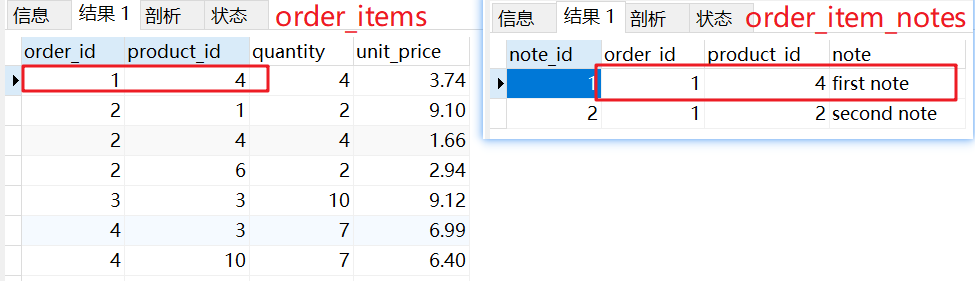 信息 结果 1 剖析 状态 order_items
order_id product_id quantity unit_price
1 4 4 3.74
2 1 2 9.10
2 4 4 1.66
2 6 2 2.94
3 3 10 9.12
4 3 7 6.99
4 10 7 6.40
信息 结果 1 剖析 状态 order_item_notes
note_id order_id product_id note
1 1 4 first note
2 1 2 second note